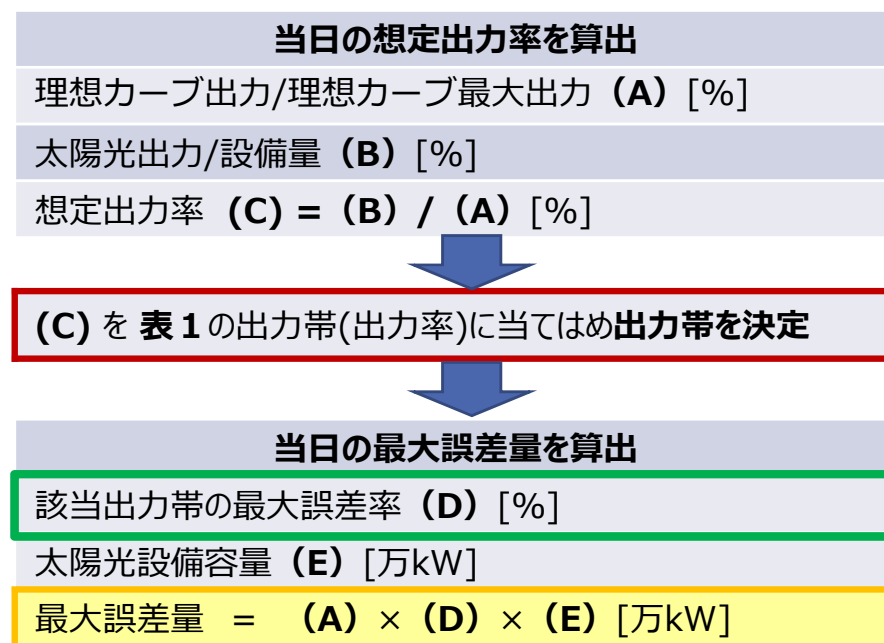 当日の想定出力率を算出
理想カーブ出力/理想カーブ最大出力（A）[%]
太陽光出力/設備量（B）[%]
想定出力率 (C) =（B）/（A）[%]
(C) を 表１の出力帯(出力率)に当てはめ出力帯を決定
当日の最大誤差量を算出
該当出力帯の最大誤差率（D）[%]
太陽光設備容量（E）[万kW]
最大誤差量 = （A）×（D）×（E）[万kW]